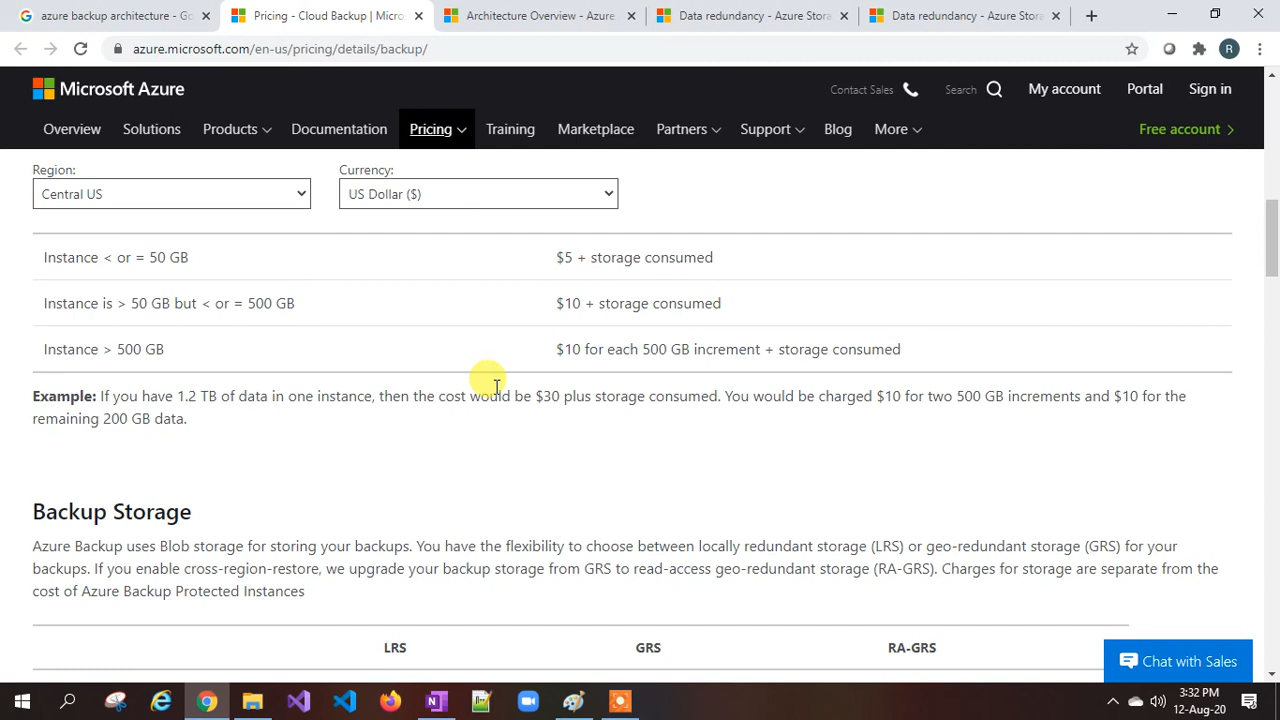 azure backup architecture - Go
Pricing - Cloud Backup | Micro
Architecture Overview - Azure
Data redundancy - Azure Stora
Data redundancy - Azure Stora
azure.microsoft.com/en-us/pricing/details/backup/
R
Microsoft Azure
Contact Sales
Search
My account
Portal
Sign in
Overview
Solutions
Products
Documentation
Pricing
Training
Marketplace
Partners
Support
Blog
More
Free account
Region:
Currency:
Central US
US Dollar ($)
Instance < or = 50 GB
$5 + storage consumed
Instance is > 50 GB but < or = 500 GB
$10 + storage consumed
Instance > 500 GB
$10 for each 500 GB increment + storage consumed
Example: If you have 1.2 TB of data in one instance, then the cost would be $30 plus storage consumed. You would be charged $10 for two 500 GB increments and $10 for the
remaining 200 GB data.
Backup Storage
Azure Backup uses Blob storage for storing your backups. You have the flexibility to choose between locally redundant storage (LRS) or geo-redundant storage (GRS) for your
backups. If you enable cross-region-restore, we upgrade your backup storage from GRS to read-access geo-redundant storage (RA-GRS). Charges for storage are separate from the
cost of Azure Backup Protected Instances
LRS
GRS
RA-GRS
Chat with Sales
3:32 PM
12-Aug-20